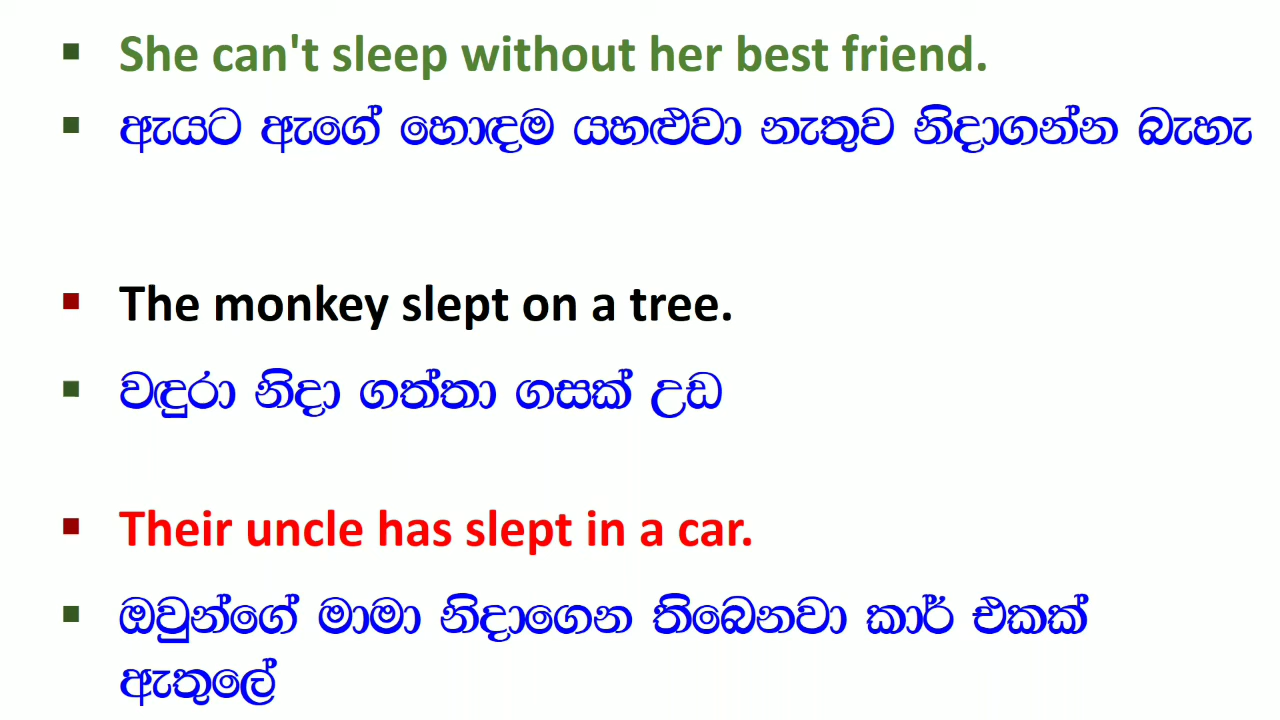 She can't sleep without her best friend.
ඇයට ඇගේ හොඳම යහළුවා නැතුව නිදාගන්න බැහැ
The monkey slept on a tree.
වඳුරා නිදා ගත්තා ගසක් උඩ
Their uncle has slept in a car.
ඔවුන්ගේ මාමා නිදාගෙන තිබෙනවා කාර් එකක්
ඇතුලේ